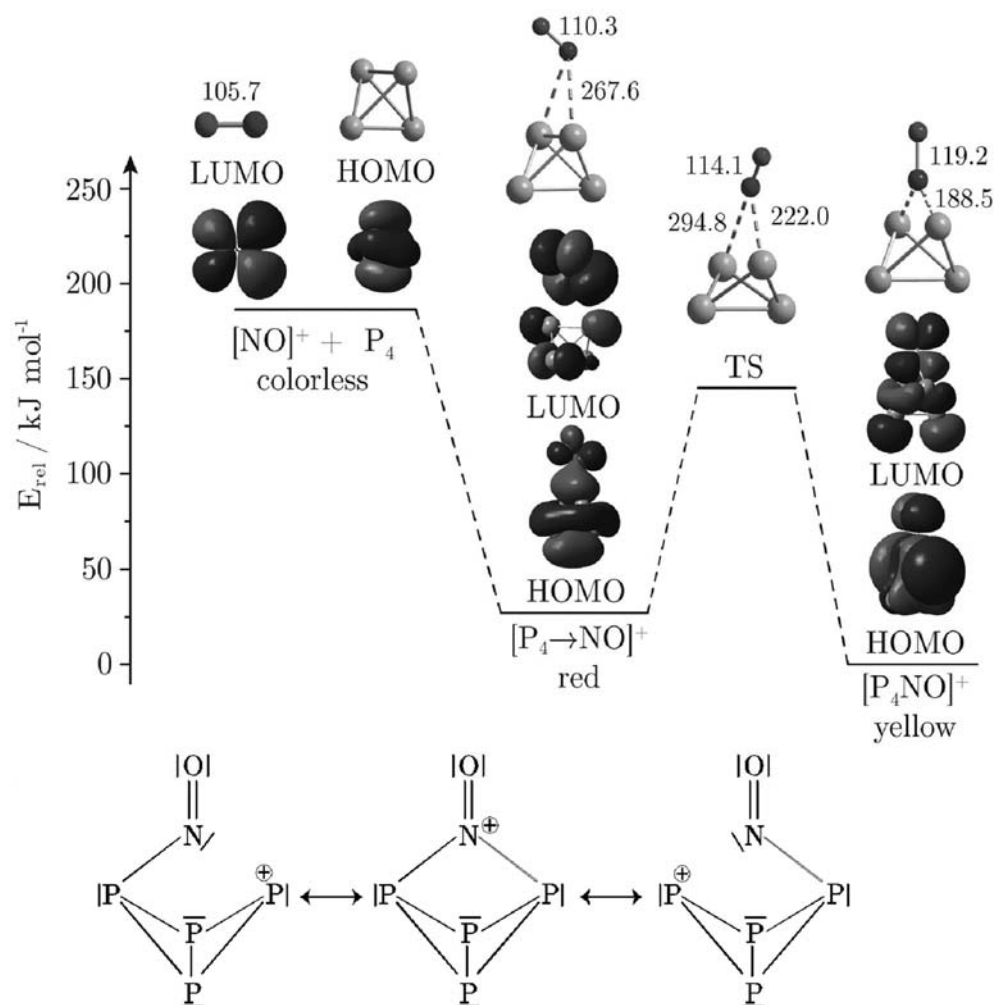 110.3
105.7
267.6
LUMO HOMO
114.1
119.2
294.8
222.0
188.5
E_rel / kJ mol⁻¹
250
200
150
100
50
0
[NO]⁺ + P₄
colorless
LUMO
HOMO
[P₄→NO]⁺
red
TS
LUMO
HOMO
[P₄NO]⁺
yellow
|O| |O| |O|
N N⊕ N
|P ⊕ P| ↔ |P P| ↔ ⊕ |P P|
P P P
P P P